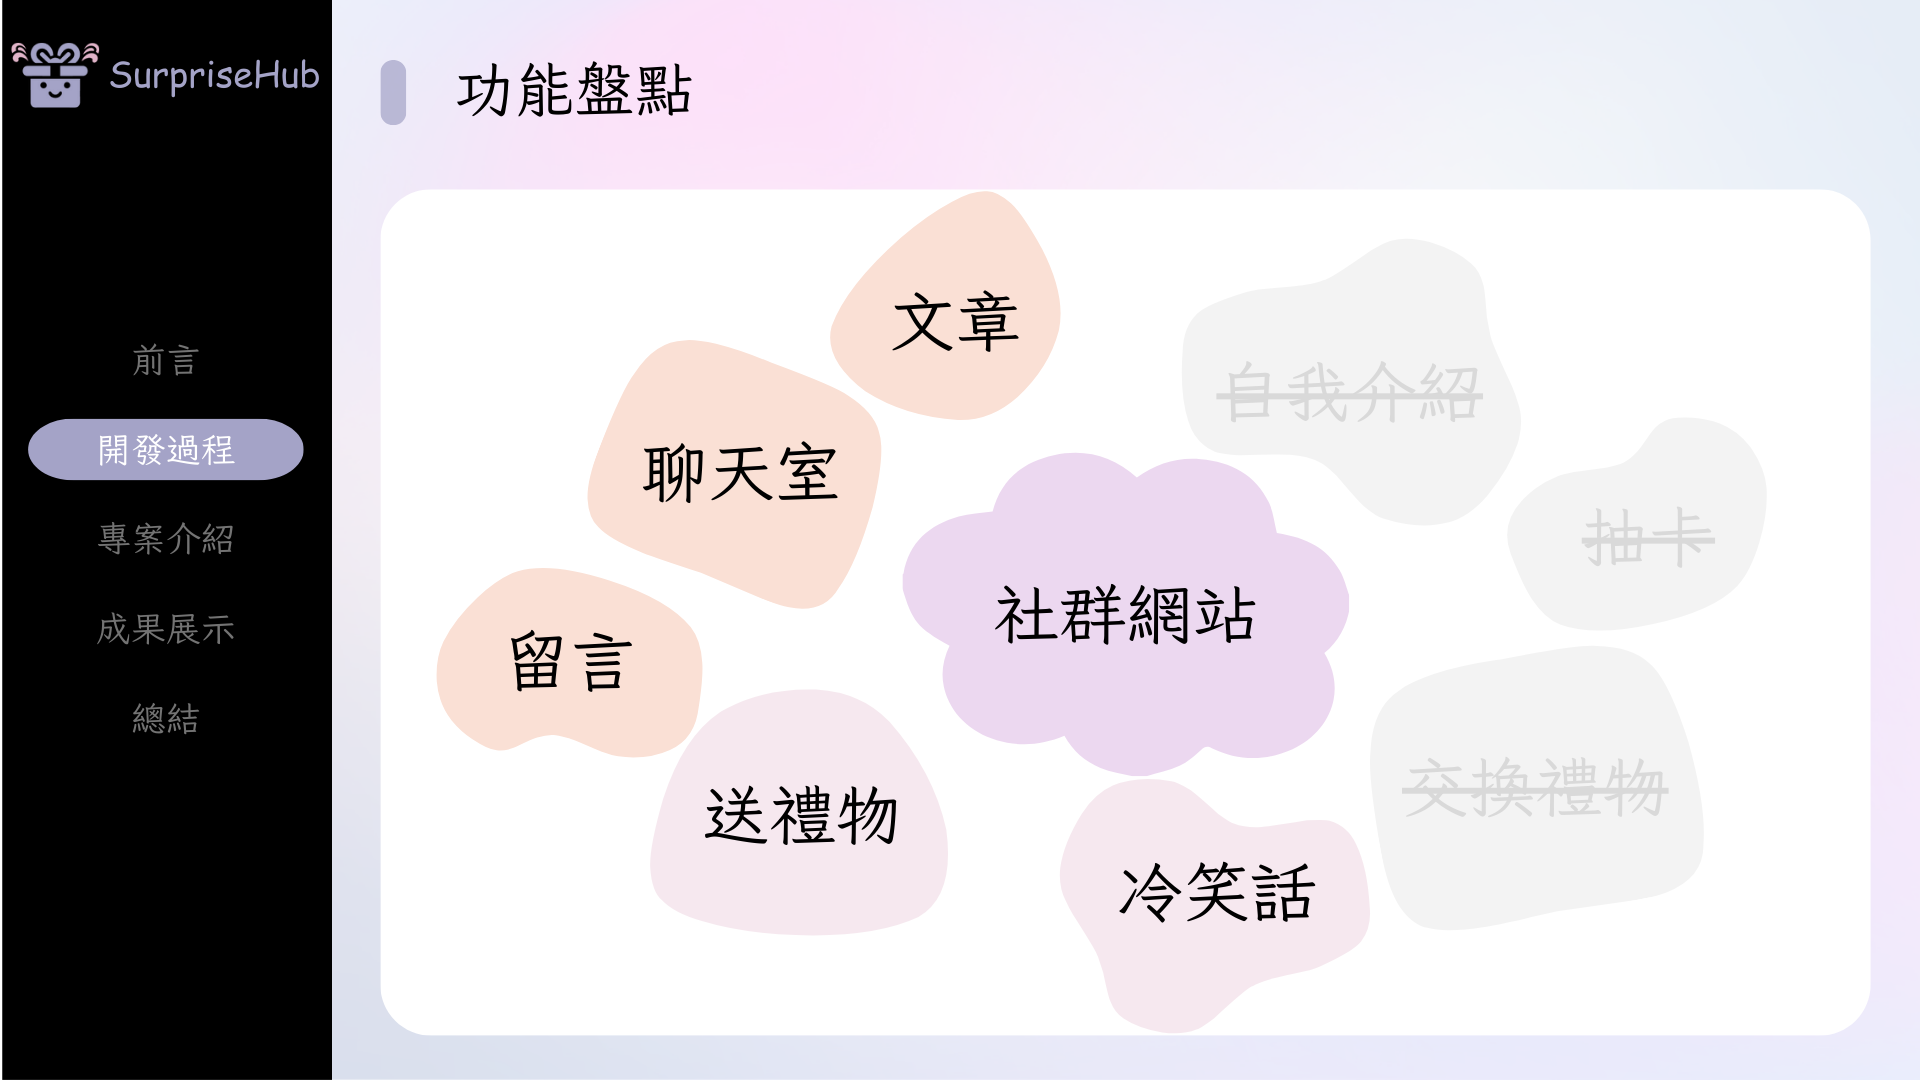 SurpriseHub
前言
開發過程
專案介紹
成果展示
總結
功能盤點
文章
自我介紹
聊天室
抽卡
社群網站
留言
送禮物
交換禮物
冷笑話